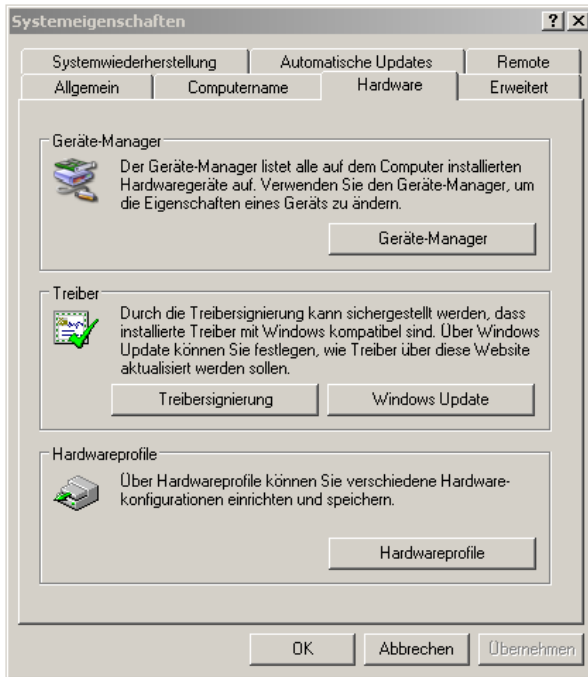 Systemeigenschaften
Systemwiederherstellung Automatische Updates Remote
Allgemein Computername Hardware Erweitert
Geräte-Manager
Der Geräte-Manager listet alle auf dem Computer installierten
Hardwaregeräte auf. Verwenden Sie den Geräte-Manager, um
die Eigenschaften eines Geräts zu ändern.
Geräte-Manager
Treiber
Durch die Treibersignierung kann sichergestellt werden, dass
installierte Treiber mit Windows kompatibel sind. Über Windows
Update können Sie festlegen, wie Treiber über diese Website
aktualisiert werden sollen.
Treibersignierung Windows Update
Hardwareprofile
Über Hardwareprofile können Sie verschiedene Hardware-
konfigurationen einrichten und speichern.
Hardwareprofile
OK Abbrechen Übernehmen